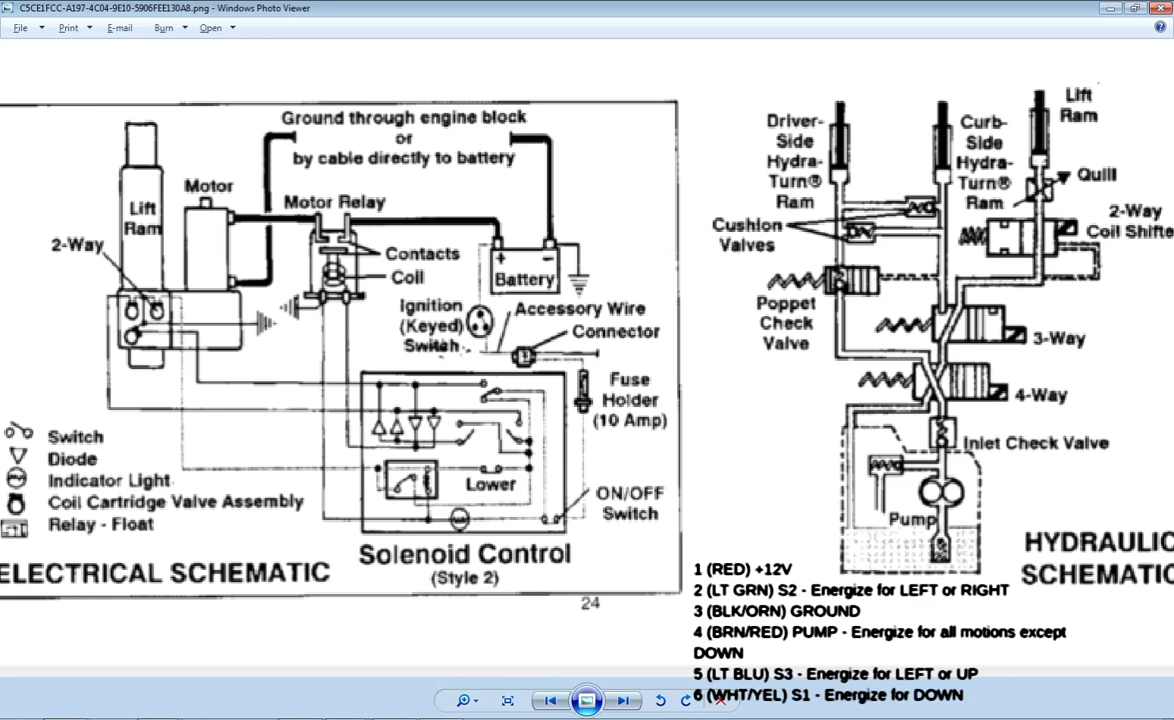 C5CE1FCC-A197-4C04-9E10-5906FEE130A8.png - Windows Photo Viewer
File Print E-mail Burn Open
Ground through engine block
or
by cable directly to battery
Motor
Motor Relay
Lift
Ram
2-Way
Contacts
Coil
+ −
Battery
Ignition
(Keyed)
Switch
Accessory Wire
Connector
Fuse
Holder
(10 Amp)
Switch
Diode
Indicator Light
Coil Cartridge Valve Assembly
Relay - Float
Lower
ON/OFF
Switch
Solenoid Control
(Style 2)
ELECTRICAL SCHEMATIC
24
Driver-
Side
Hydra-
Turn®
Ram
Curb-
Side
Hydra-
Turn®
Ram
Lift
Ram
Quill
2-Way
Coil Shifte
Cushion
Valves
Poppet
Check
Valve
3-Way
4-Way
Inlet Check Valve
Pump
HYDRAULIC
SCHEMATIC
1 (RED) +12V
2 (LT GRN) S2 - Energize for LEFT or RIGHT
3 (BLK/ORN) GROUND
4 (BRN/RED) PUMP - Energize for all motions except
DOWN
5 (LT BLU) S3 - Energize for LEFT or UP
6 (WHT/YEL) S1 - Energize for DOWN